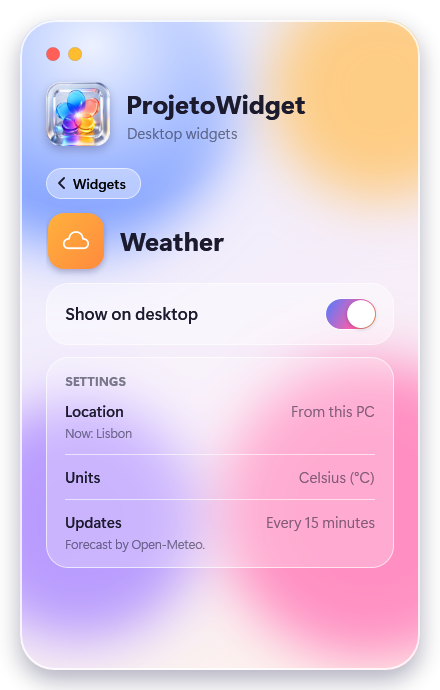 ProjetoWidget
Desktop widgets
Widgets
Weather
Show on desktop
SETTINGS
Location From this PC
Now: Lisbon
Units Celsius (°C)
Updates Every 15 minutes
Forecast by Open-Meteo.